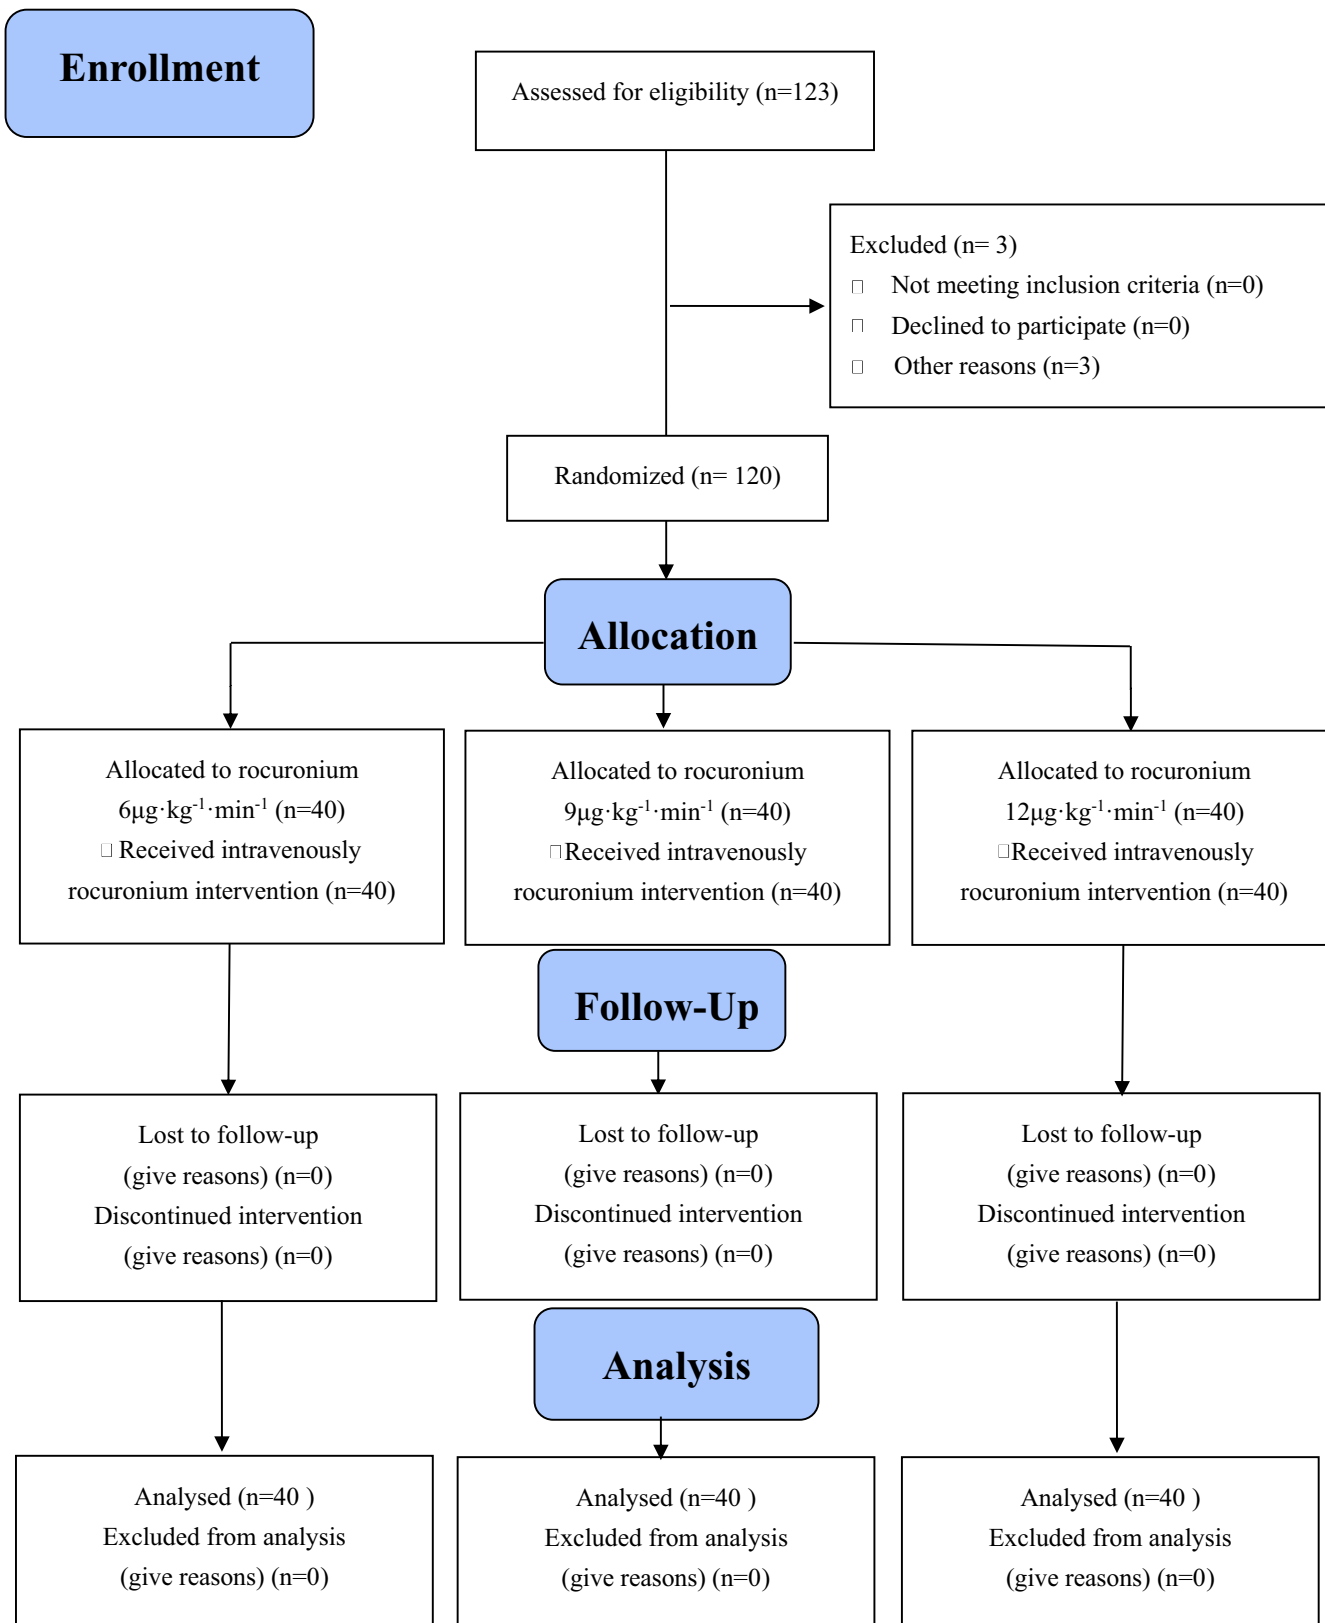 Enrollment
Assessed for eligibility (n=123)
Excluded (n= 3)
□ Not meeting inclusion criteria (n=0)
□ Declined to participate (n=0)
□ Other reasons (n=3)
Randomized (n= 120)
Allocation
Allocated to rocuronium
6μg·kg⁻¹·min⁻¹ (n=40)
□ Received intravenously
rocuronium intervention (n=40)
Allocated to rocuronium
9μg·kg⁻¹·min⁻¹ (n=40)
□Received intravenously
rocuronium intervention (n=40)
Allocated to rocuronium
12μg·kg⁻¹·min⁻¹ (n=40)
□Received intravenously
rocuronium intervention (n=40)
Follow-Up
Lost to follow-up
(give reasons) (n=0)
Discontinued intervention
(give reasons) (n=0)
Lost to follow-up
(give reasons) (n=0)
Discontinued intervention
(give reasons) (n=0)
Lost to follow-up
(give reasons) (n=0)
Discontinued intervention
(give reasons) (n=0)
Analysis
Analysed (n=40 )
Excluded from analysis
(give reasons) (n=0)
Analysed (n=40 )
Excluded from analysis
(give reasons) (n=0)
Analysed (n=40 )
Excluded from analysis
(give reasons) (n=0)